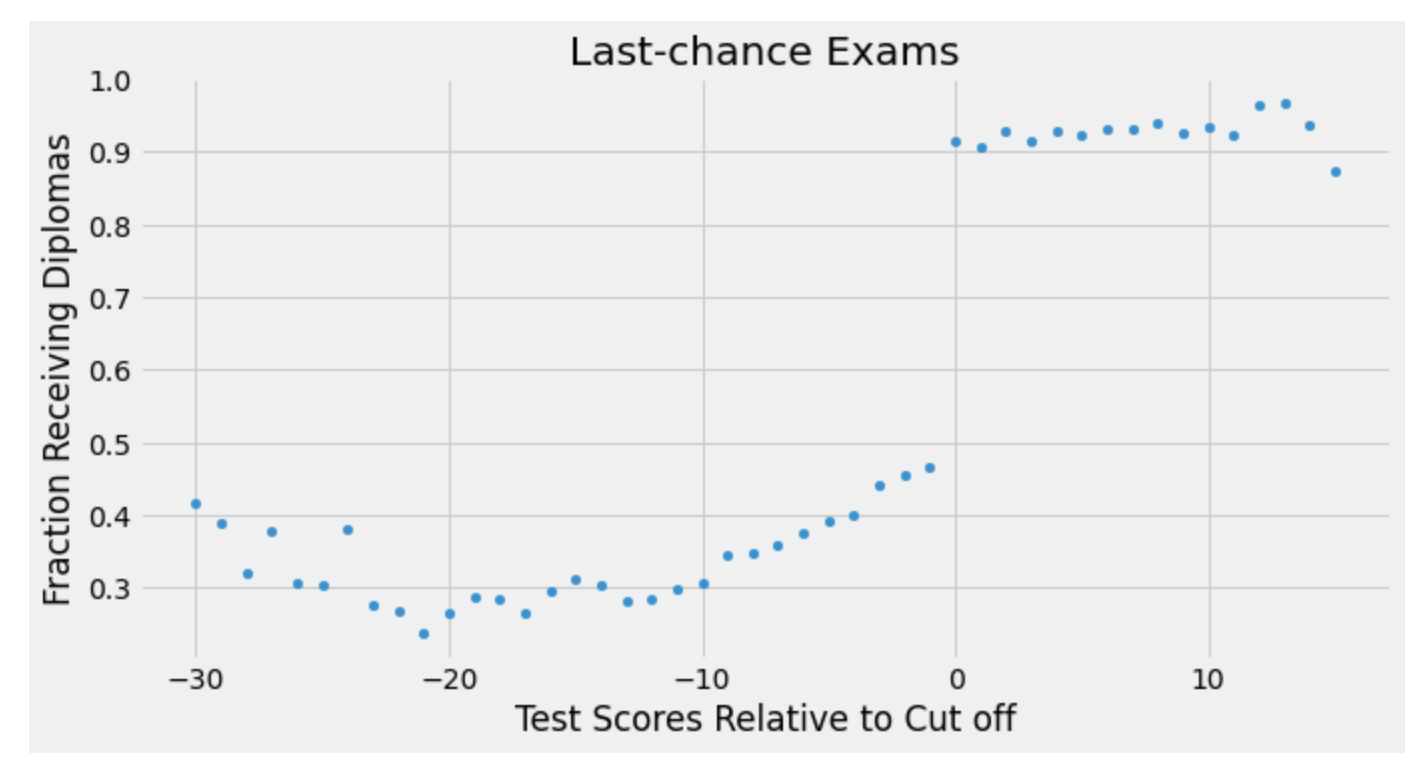 Last-chance Exams
1.0
0.9
0.8
0.7
0.6
0.5
0.4
0.3
Fraction Receiving Diplomas
−30 −20 −10 0 10
Test Scores Relative to Cut off